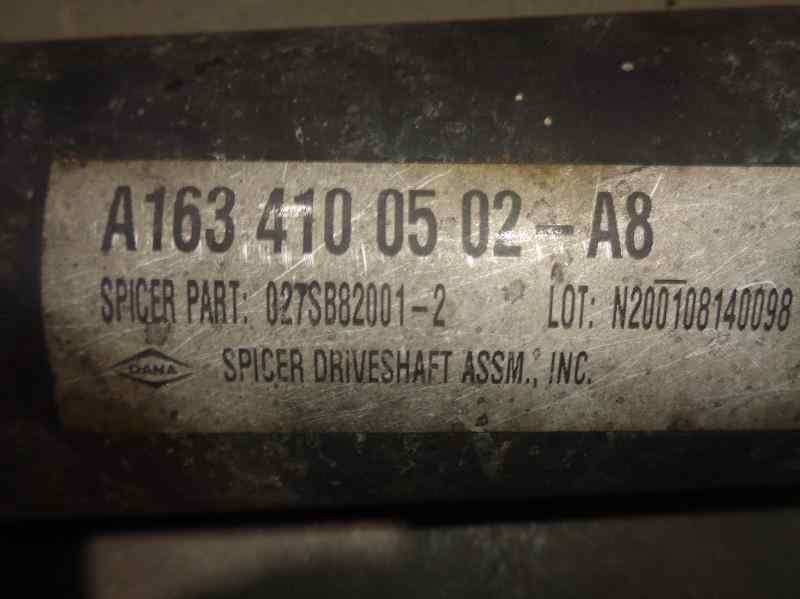 A163 410 05 02-A8
SPICER PART: 027SB82001-2 LOT: N200108140098
DANA SPICER DRIVESHAFT ASSM., INC.